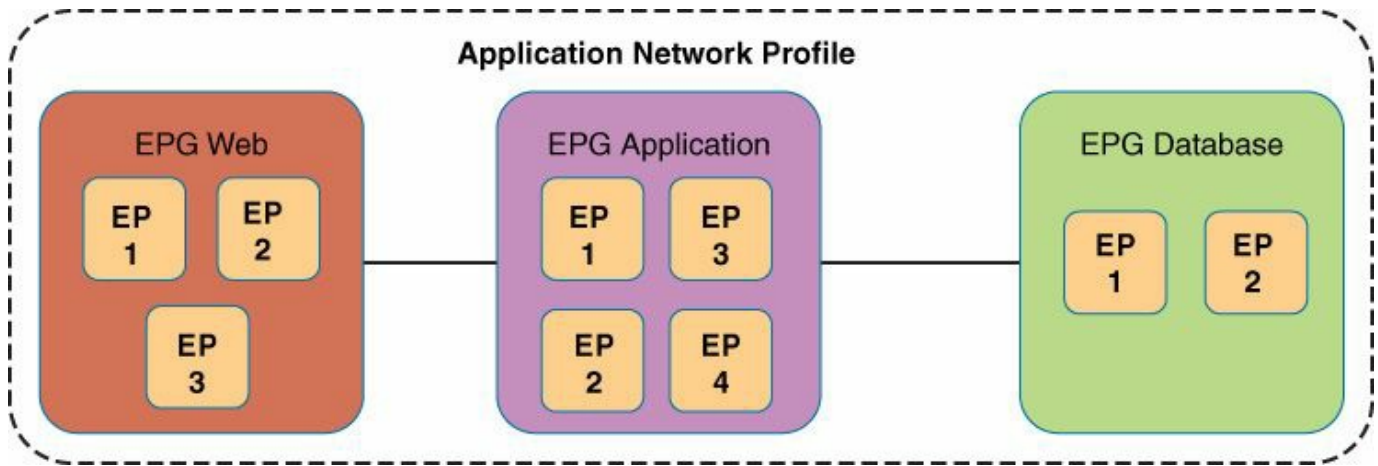 Application Network Profile
EPG Web
EP
1
EP
2
EP
3
EPG Application
EP
1
EP
3
EP
2
EP
4
EPG Database
EP
1
EP
2